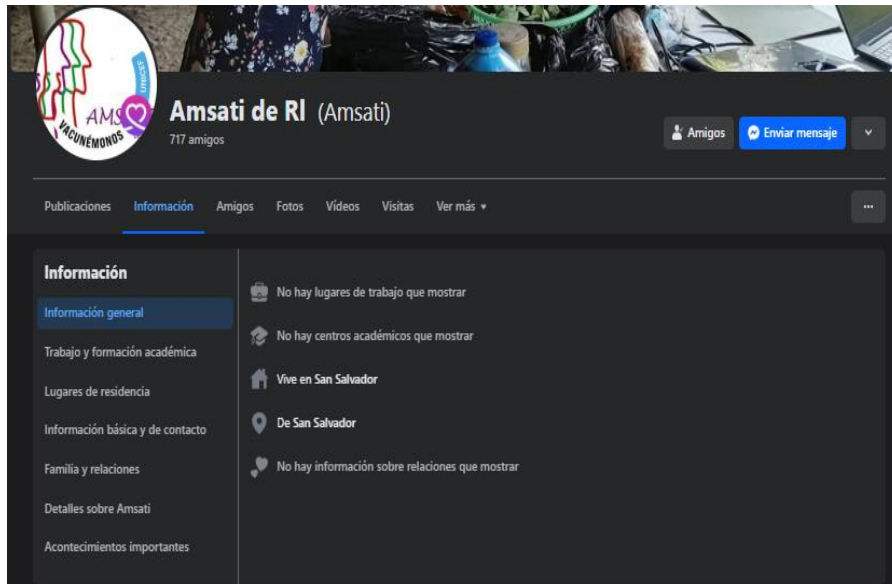 UNICEF
AMS
VACUNÉMONOS
Amsati de Rl (Amsati)
717 amigos
Amigos
Enviar mensaje
Publicaciones Información Amigos Fotos Vídeos Visitas Ver más
Información
Información general
Trabajo y formación académica
Lugares de residencia
Información básica y de contacto
Familia y relaciones
Detalles sobre Amsati
Acontecimientos importantes
No hay lugares de trabajo que mostrar
No hay centros académicos que mostrar
Vive en San Salvador
De San Salvador
No hay información sobre relaciones que mostrar